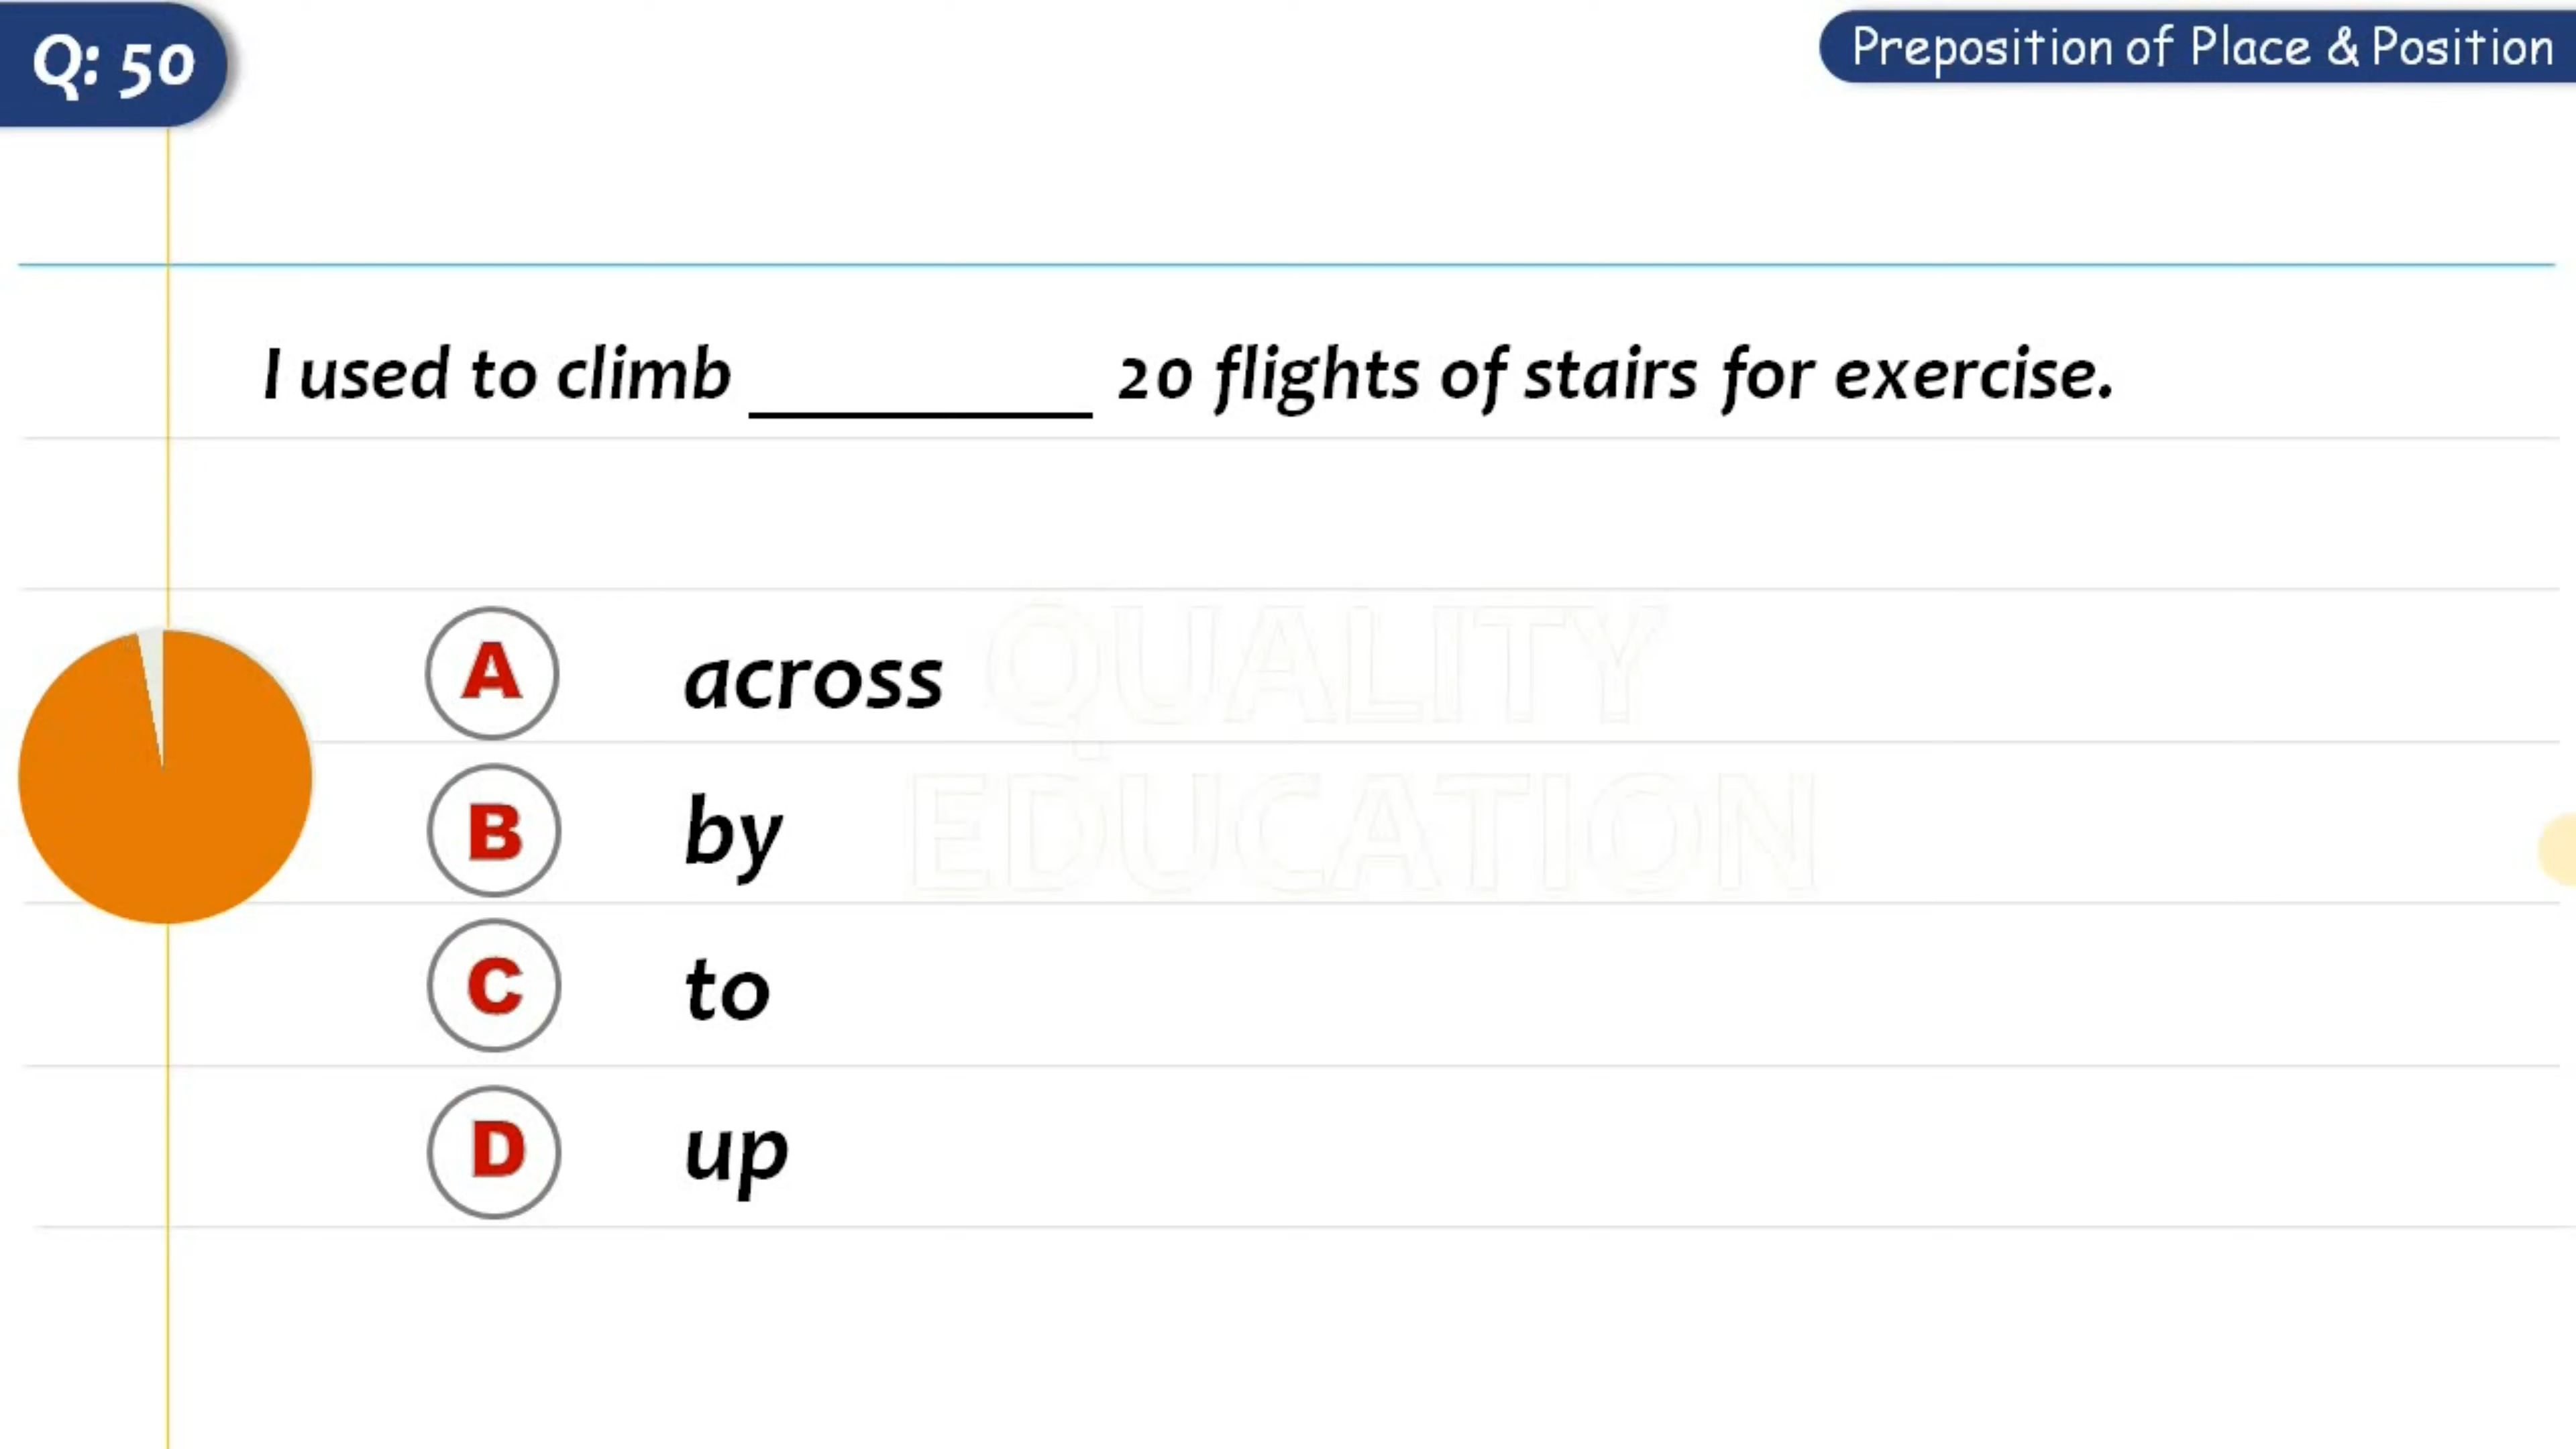 Q: 50
Preposition of Place & Position
I used to climb __________ 20 flights of stairs for exercise.
QUALITY
EDUCATION
A across
B by
C to
D up